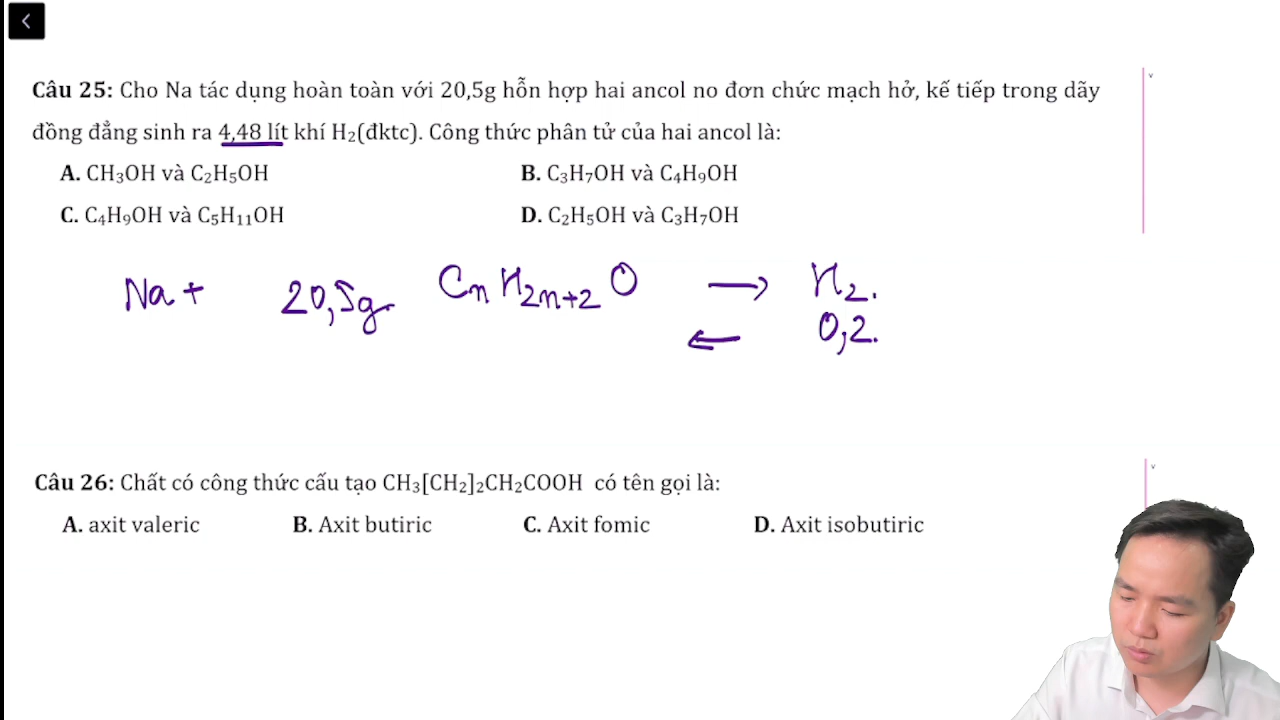 Câu 25: Cho Na tác dụng hoàn toàn với 20,5g hỗn hợp hai ancol no đơn chức mạch hở, kế tiếp trong dãy
đồng đẳng sinh ra 4,48 lít khí H₂(đktc). Công thức phân tử của hai ancol là:
A. CH₃OH và C₂H₅OH B. C₃H₇OH và C₄H₉OH
C. C₄H₉OH và C₅H₁₁OH D. C₂H₅OH và C₃H₇OH
Na + 20,5g CnH2n+2O → H₂.
← 0,2.
Câu 26: Chất có công thức cấu tạo CH₃[CH₂]₂CH₂COOH có tên gọi là:
A. axit valeric B. Axit butiric C. Axit fomic D. Axit isobutiric